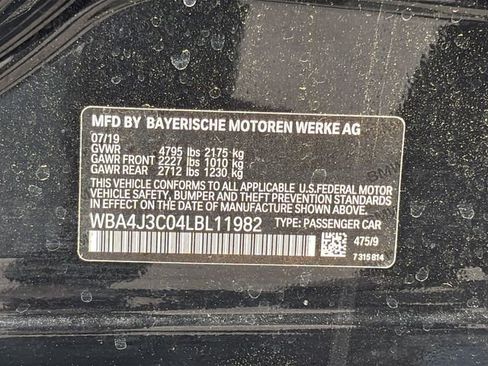 MFD BY BAYERISCHE MOTOREN WERKE AG
07/19
GVWR 4795 lbs 2175 kg
GAWR FRONT 2227 lbs 1010 kg
GAWR REAR 2712 lbs 1230 kg
THIS VEHICLE CONFORMS TO ALL APPLICABLE U.S.FEDERAL MOTOR
VEHICLE SAFETY, BUMPER AND THEFT PREVENTION STANDARDS
IN EFFECT ON THE DATE OF MANUFACTURE SHOWN ABOVE.
WBA4J3C04LBL11982 TYPE: PASSENGER CAR
475/9
7 315 814